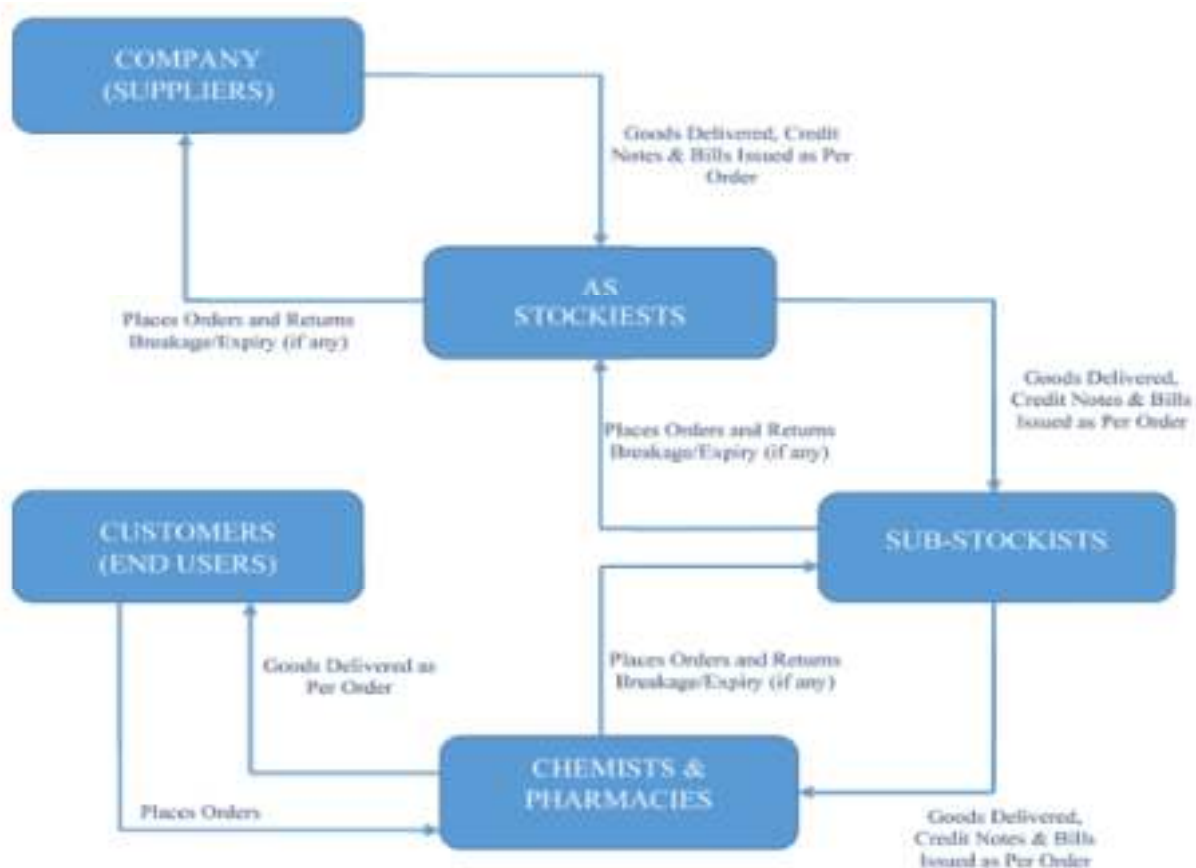 COMPANY
(SUPPLIERS)
Goods Delivered, Credit
Notes & Bills Issued as Per
Order
AS
STOCKIESTS
Places Orders and Returns
Breakage/Expiry (if any)
Goods Delivered,
Credit Notes & Bills
Issued as Per Order
Places Orders and Returns
Breakage/Expiry (if any)
CUSTOMERS
(END USERS)
SUB-STOCKISTS
Goods Delivered as
Per Order
Places Orders and Returns
Breakage/Expiry (if any)
CHEMISTS &
PHARMACIES
Places Orders
Goods Delivered,
Credit Notes & Bills
Issued as Per Order